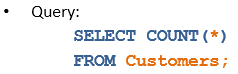 • Query:
SELECT COUNT(*)
FROM Customers;